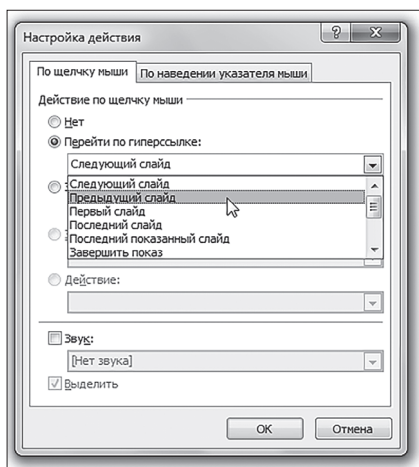 Настройка действия
По щелчку мыши По наведении указателя мыши
Действие по щелчку мыши
Нет
Перейти по гиперссылке:
Следующий слайд
Следующий слайд
Предыдущий слайд
Первый слайд
Последний слайд
Последний показанный слайд
Завершить показ
Действие:
Звук:
[Нет звука]
Выделить
ОК Отмена